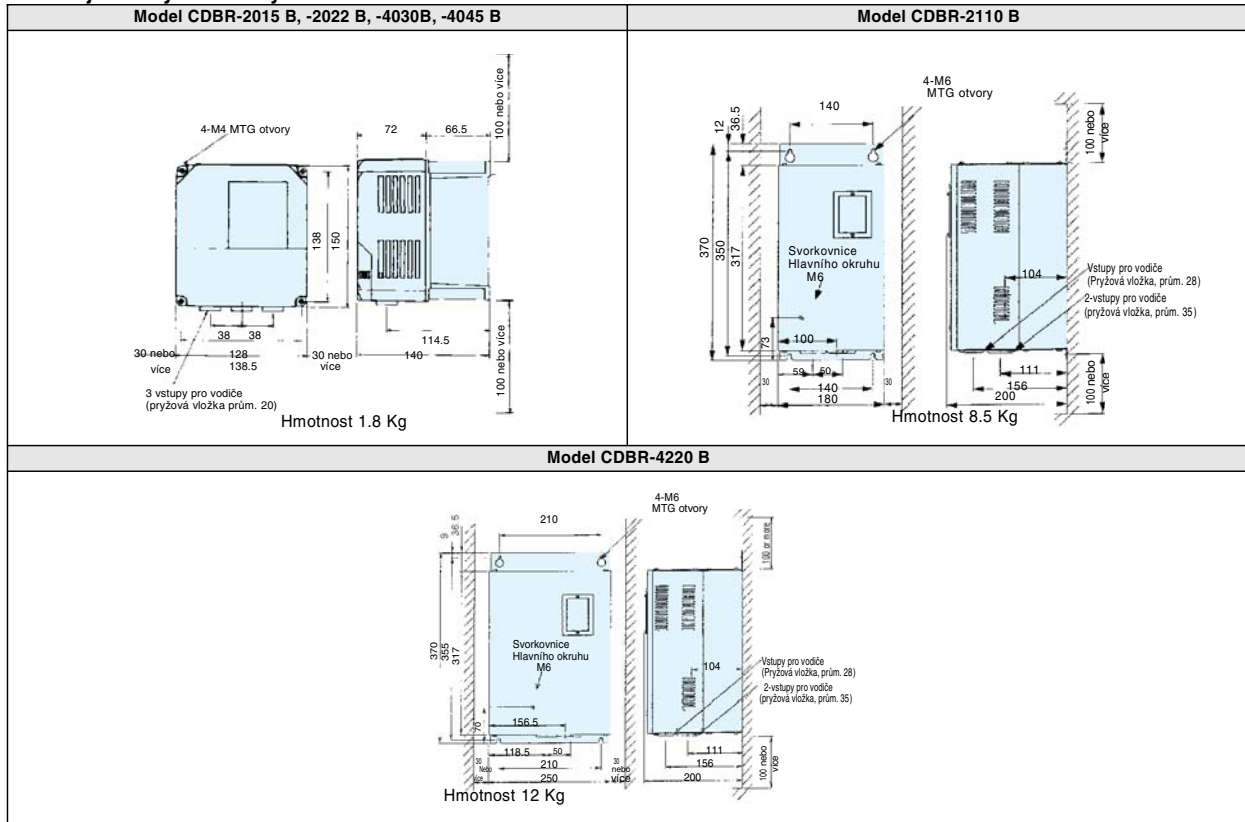 Model CDBR-2015 B, -2022 B, -4030B, -4045 B
4-M4 MTG otvory
72
66.5
100 nebo více
138
150
38
38
30 nebo
více
128
138.5
30 nebo
více
114.5
140
100 nebo více
3 vstupy pro vodiče
(pryžová vložka prům. 20)
Hmotnost 1.8 Kg
Model CDBR-2110 B
4-M6
MTG otvory
140
12
36.5
100 nebo
více
370
350
317
Svorkovnice
Hlavního okruhu
M6
104
Vstupy pro vodiče
(Pryžová vložka, prům. 28)
2-vstupy pro vodiče
(pryžová vložka, prům. 35)
73
100
59
50
30
140
30
180
111
156
200
100 nebo
více
Hmotnost 8.5 Kg
Model CDBR-4220 B
4-M6
MTG otvory
210
9
36.5
100 or more
370
355
317
Svorkovnice
Hlavního okruhu
M6
104
Vstupy pro vodiče
(Pryžová vložka, prům. 28)
2-vstupy pro vodiče
(pryžová vložka, prům. 35)
70
156.5
118.5
50
30
Nebo
více
210
250
30
nebo
více
111
156
200
100 nebo
více
Hmotnost 12 Kg